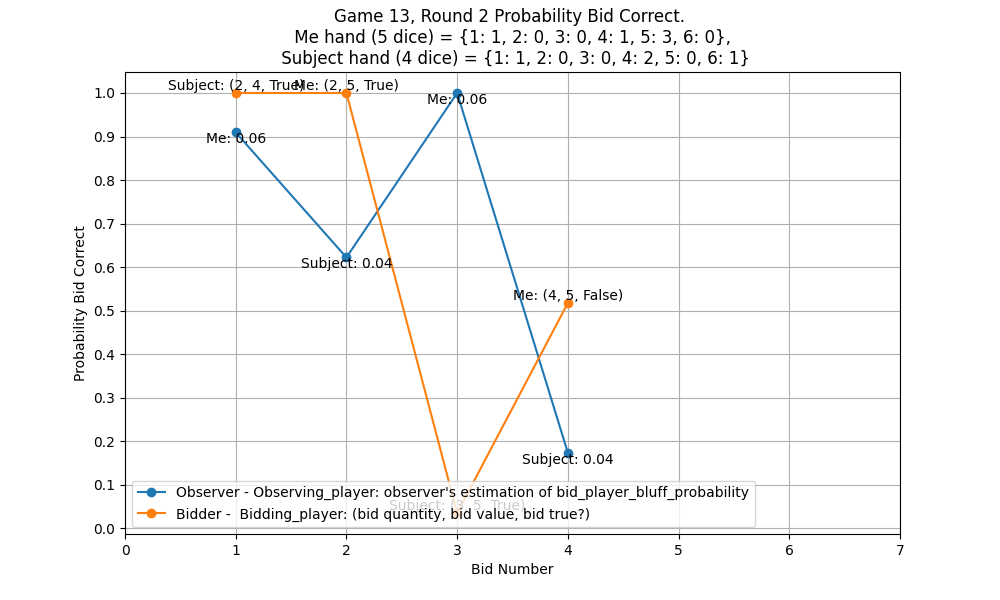 Game 13, Round 2 Probability Bid Correct.
Me hand (5 dice) = {1: 1, 2: 0, 3: 0, 4: 1, 5: 3, 6: 0},
Subject hand (4 dice) = {1: 1, 2: 0, 3: 0, 4: 2, 5: 0, 6: 1}
Subject: (2, 4, True)
Me: (2, 5, True)
Me: 0.06
Me: 0.06
Subject: 0.04
Me: (4, 5, False)
Subject: 0.04
Subject: (3, 5, True)
Observer - Observing_player: observer's estimation of bid_player_bluff_probability
Bidder -  Bidding_player: (bid quantity, bid value, bid true?)
1.0
0.9
0.8
0.7
0.6
0.5
0.4
0.3
0.2
0.1
0.0
Probability Bid Correct
0 1 2 3 4 5 6 7
Bid Number